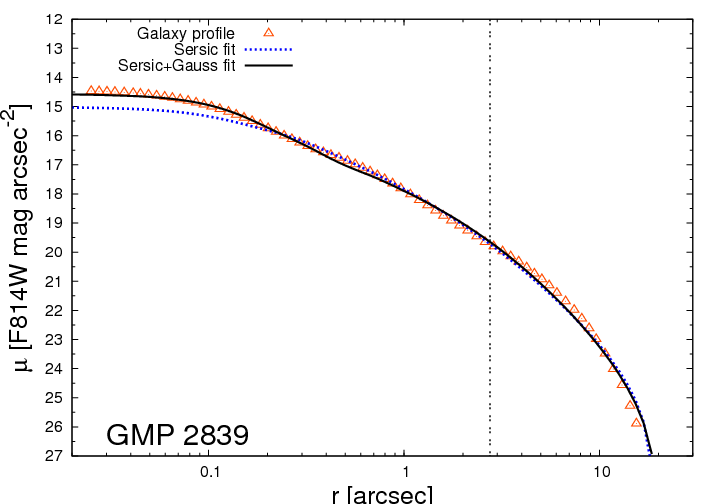 12
13
14
15
16
17
18
19
20
21
22
23
24
25
26
27
μ [F814W mag arcsec-2]
Galaxy profile
Sersic fit
Sersic+Gauss fit
GMP 2839
0.1 1 10
r [arcsec]